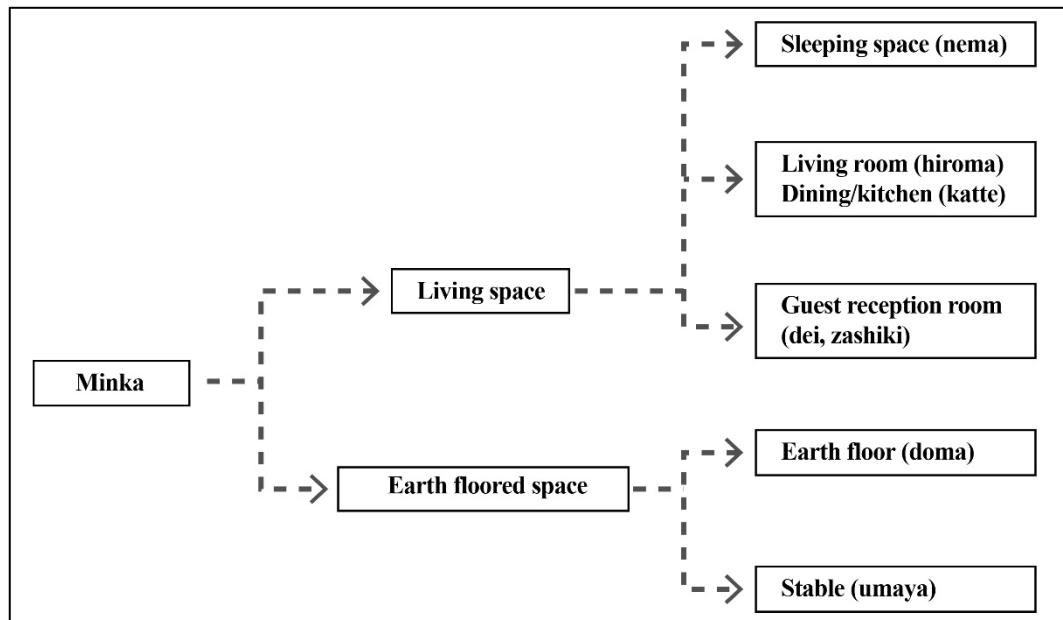 Sleeping space (nema)
Living room (hiroma)
Dining/kitchen (katte)
Living space
Guest reception room
(dei, zashiki)
Minka
Earth floor (doma)
Earth floored space
Stable (umaya)